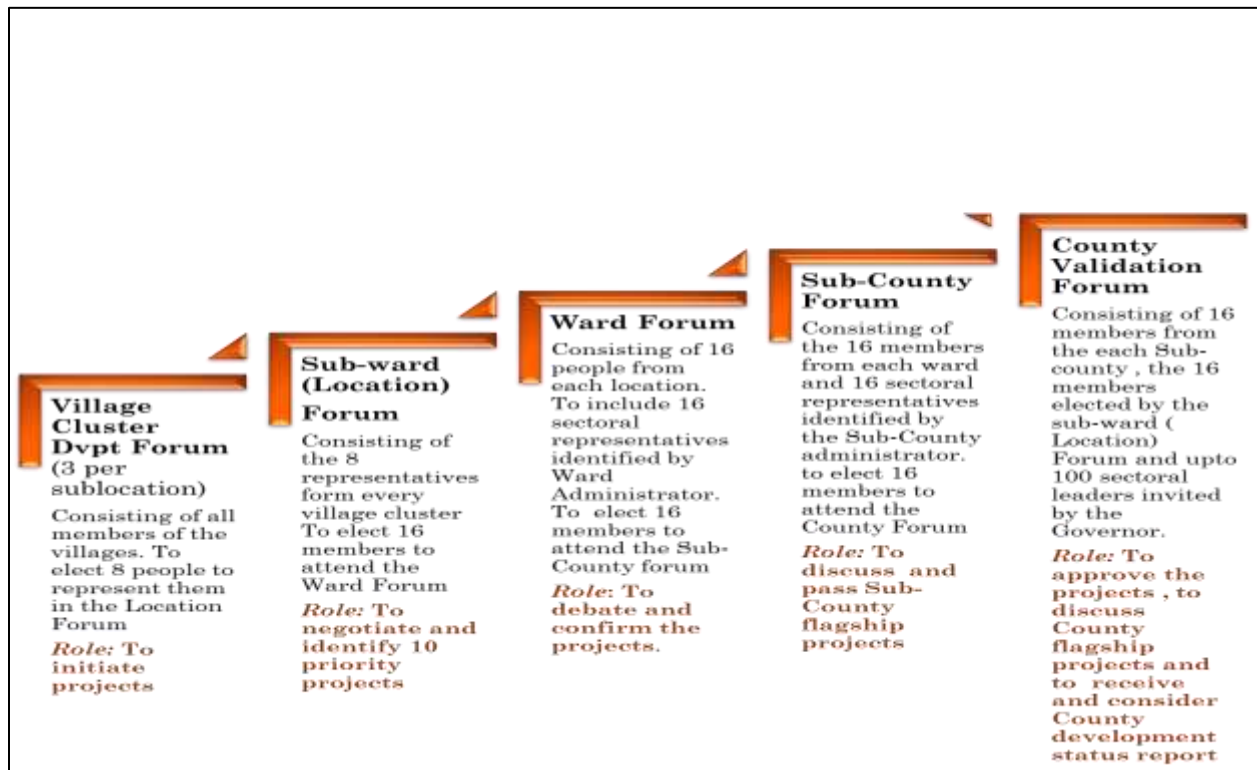 Village
Cluster
Dvpt Forum
(3 per
sublocation)
Consisting of all
members of the
villages. To
elect 8 people to
represent them
in the Location
Forum
Role: To
initiate
projects
Sub-ward
(Location)
Forum
Consisting of
the 8
representatives
form every
village cluster
To elect 16
members to
attend the
Ward Forum
Role: To
negotiate and
identify 10
priority
projects
Ward Forum
Consisting of 16
people from
each location.
To include 16
sectoral
representatives
identified by
Ward
Administrator.
To elect 16
members to
attend the Sub-
County forum
Role: To
debate and
confirm the
projects.
Sub-County
Forum
Consisting of
the 16 members
from each ward
and 16 sectoral
representatives
identified by
the Sub-County
administrator.
to elect 16
members to
attend the
County Forum
Role: To
discuss and
pass Sub-
County
flagship
projects
County
Validation
Forum
Consisting of 16
members from
the each Sub-
county , the 16
members
elected by the
sub-ward (
Location)
Forum and upto
100 sectoral
leaders invited
by the
Governor.
Role: To
approve the
projects , to
discuss
County
flagship
projects and
to receive
and consider
County
development
status report